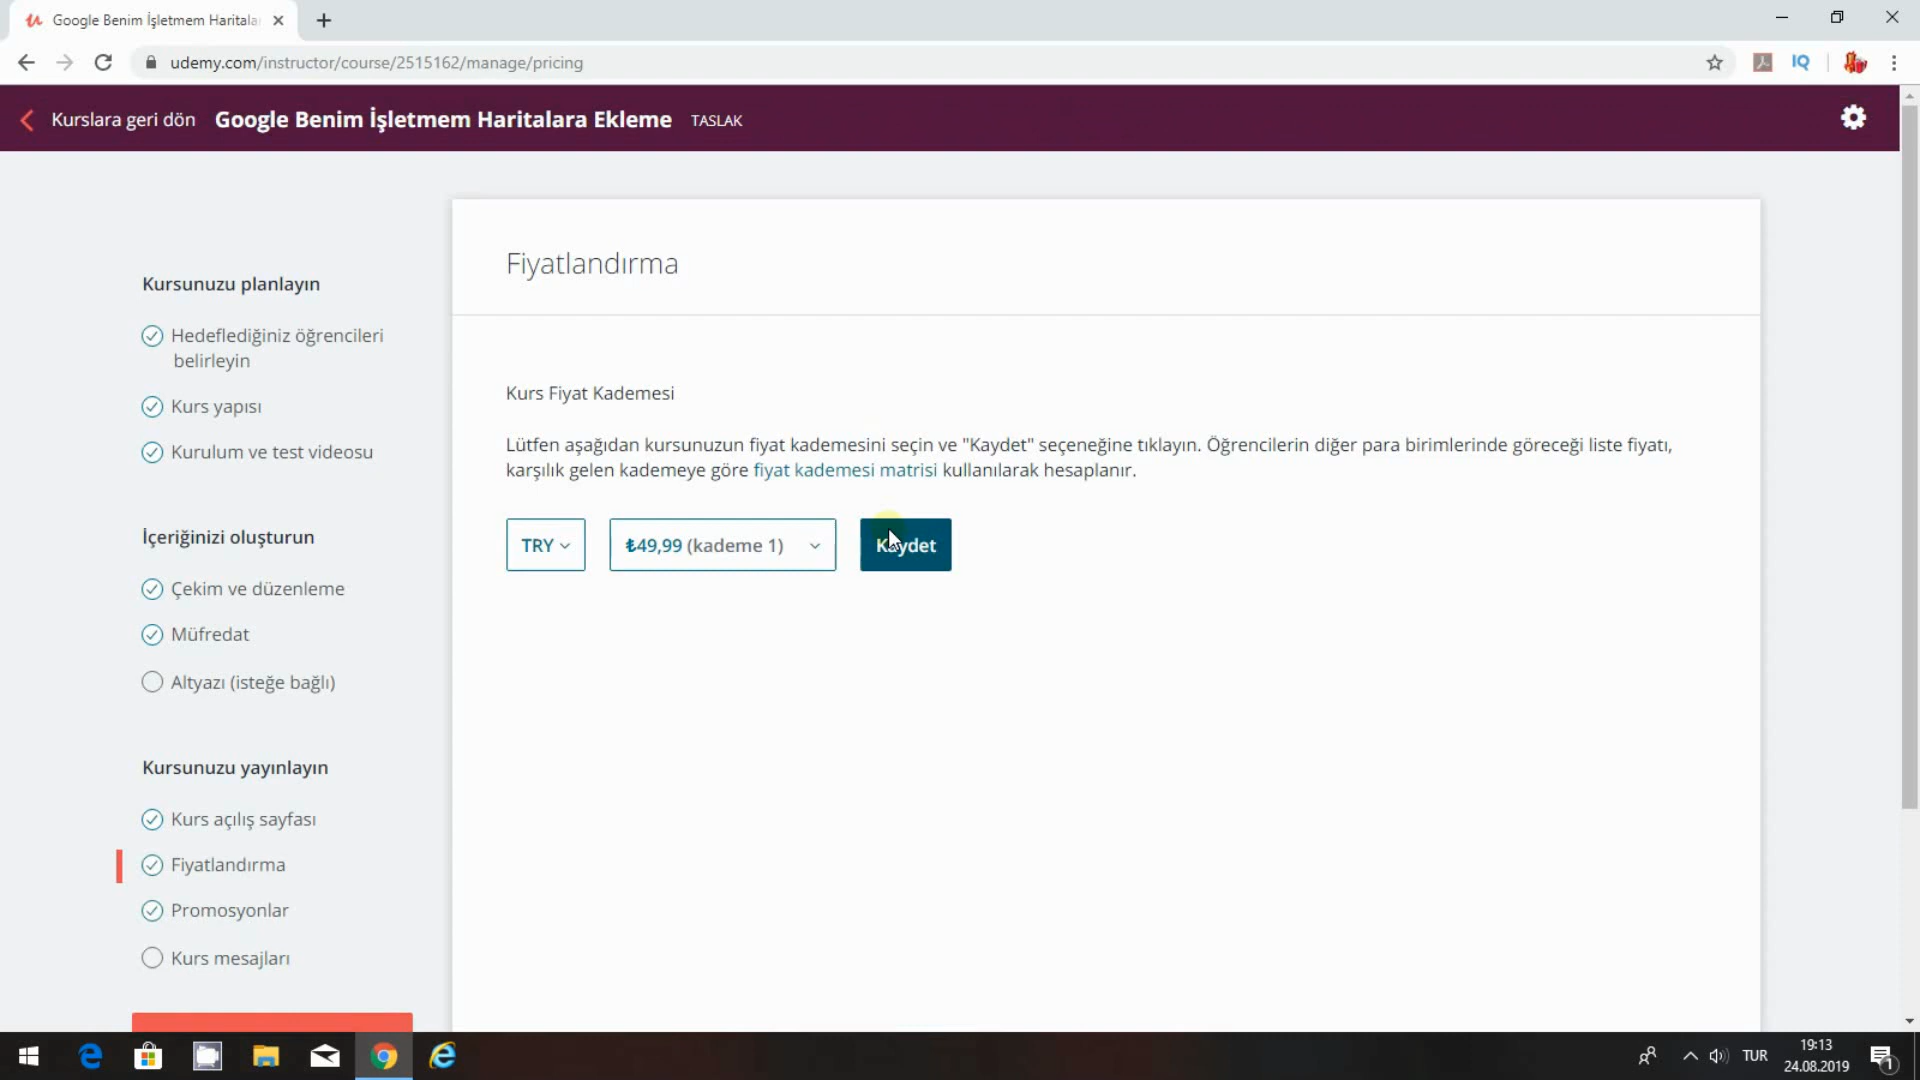 Google Benim İşletmem Haritala
udemy.com/instructor/course/2515162/manage/pricing
IQ
Kurslara geri dön Google Benim İşletmem Haritalara Ekleme TASLAK
Kursunuzu planlayın
Hedeflediğiniz öğrencileri
belirleyin
Kurs yapısı
Kurulum ve test videosu
İçeriğinizi oluşturun
Çekim ve düzenleme
Müfredat
Altyazı (isteğe bağlı)
Kursunuzu yayınlayın
Kurs açılış sayfası
Fiyatlandırma
Promosyonlar
Kurs mesajları
Fiyatlandırma
Kurs Fiyat Kademesi
Lütfen aşağıdan kursunuzun fiyat kademesini seçin ve "Kaydet" seçeneğine tıklayın. Öğrencilerin diğer para birimlerinde göreceği liste fiyatı,
karşılık gelen kademeye göre fiyat kademesi matrisi kullanılarak hesaplanır.
TRY ₺49,99 (kademe 1) Kaydet
TUR
19:13
24.08.2019
1